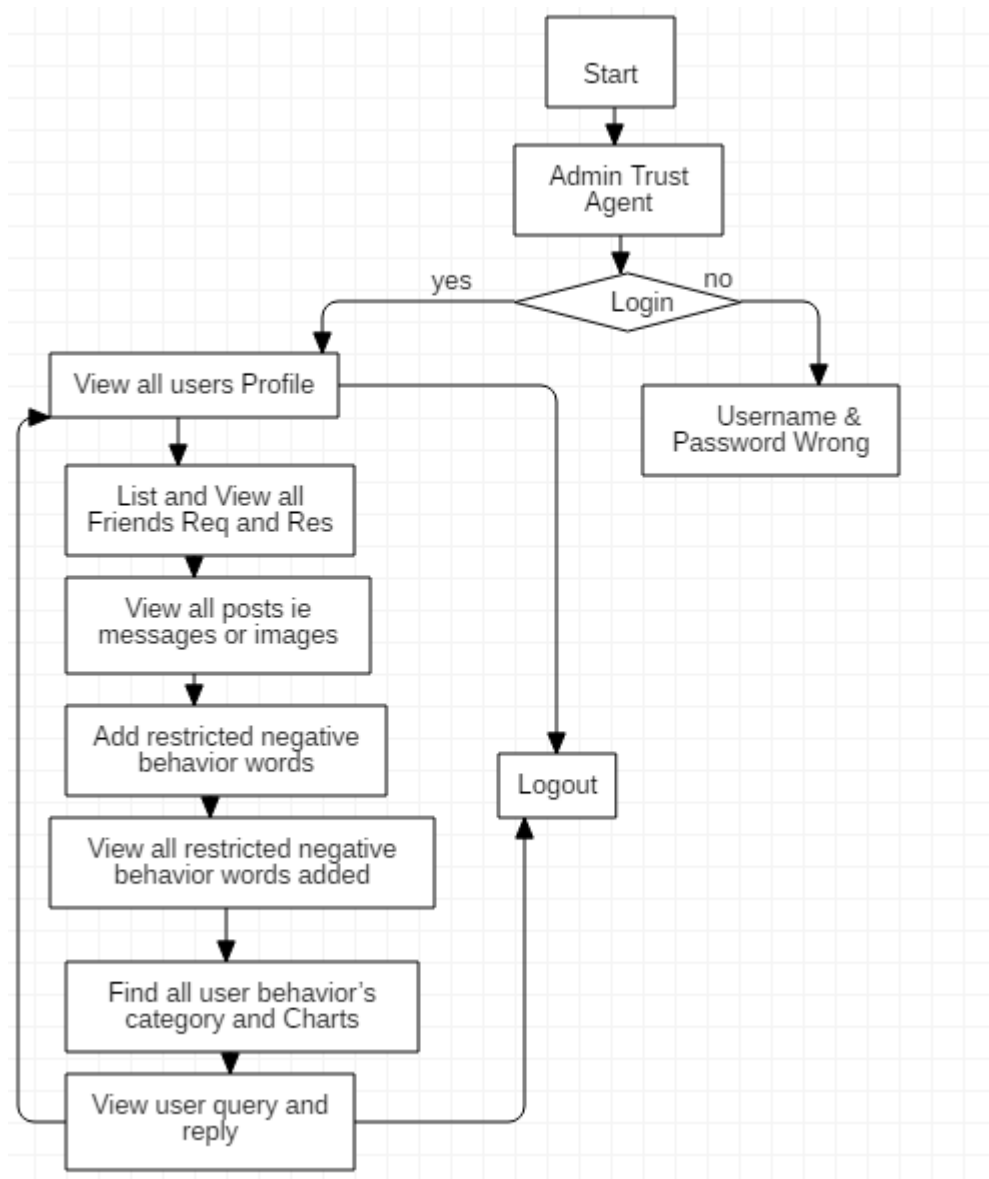 Start
Admin Trust
Agent
yes
Login
no
View all users Profile
Username &
Password Wrong
List and View all
Friends Req and Res
View all posts ie
messages or images
Add restricted negative
behavior words
Logout
View all restricted negative
behavior words added
Find all user behavior’s
category and Charts
View user query and
reply